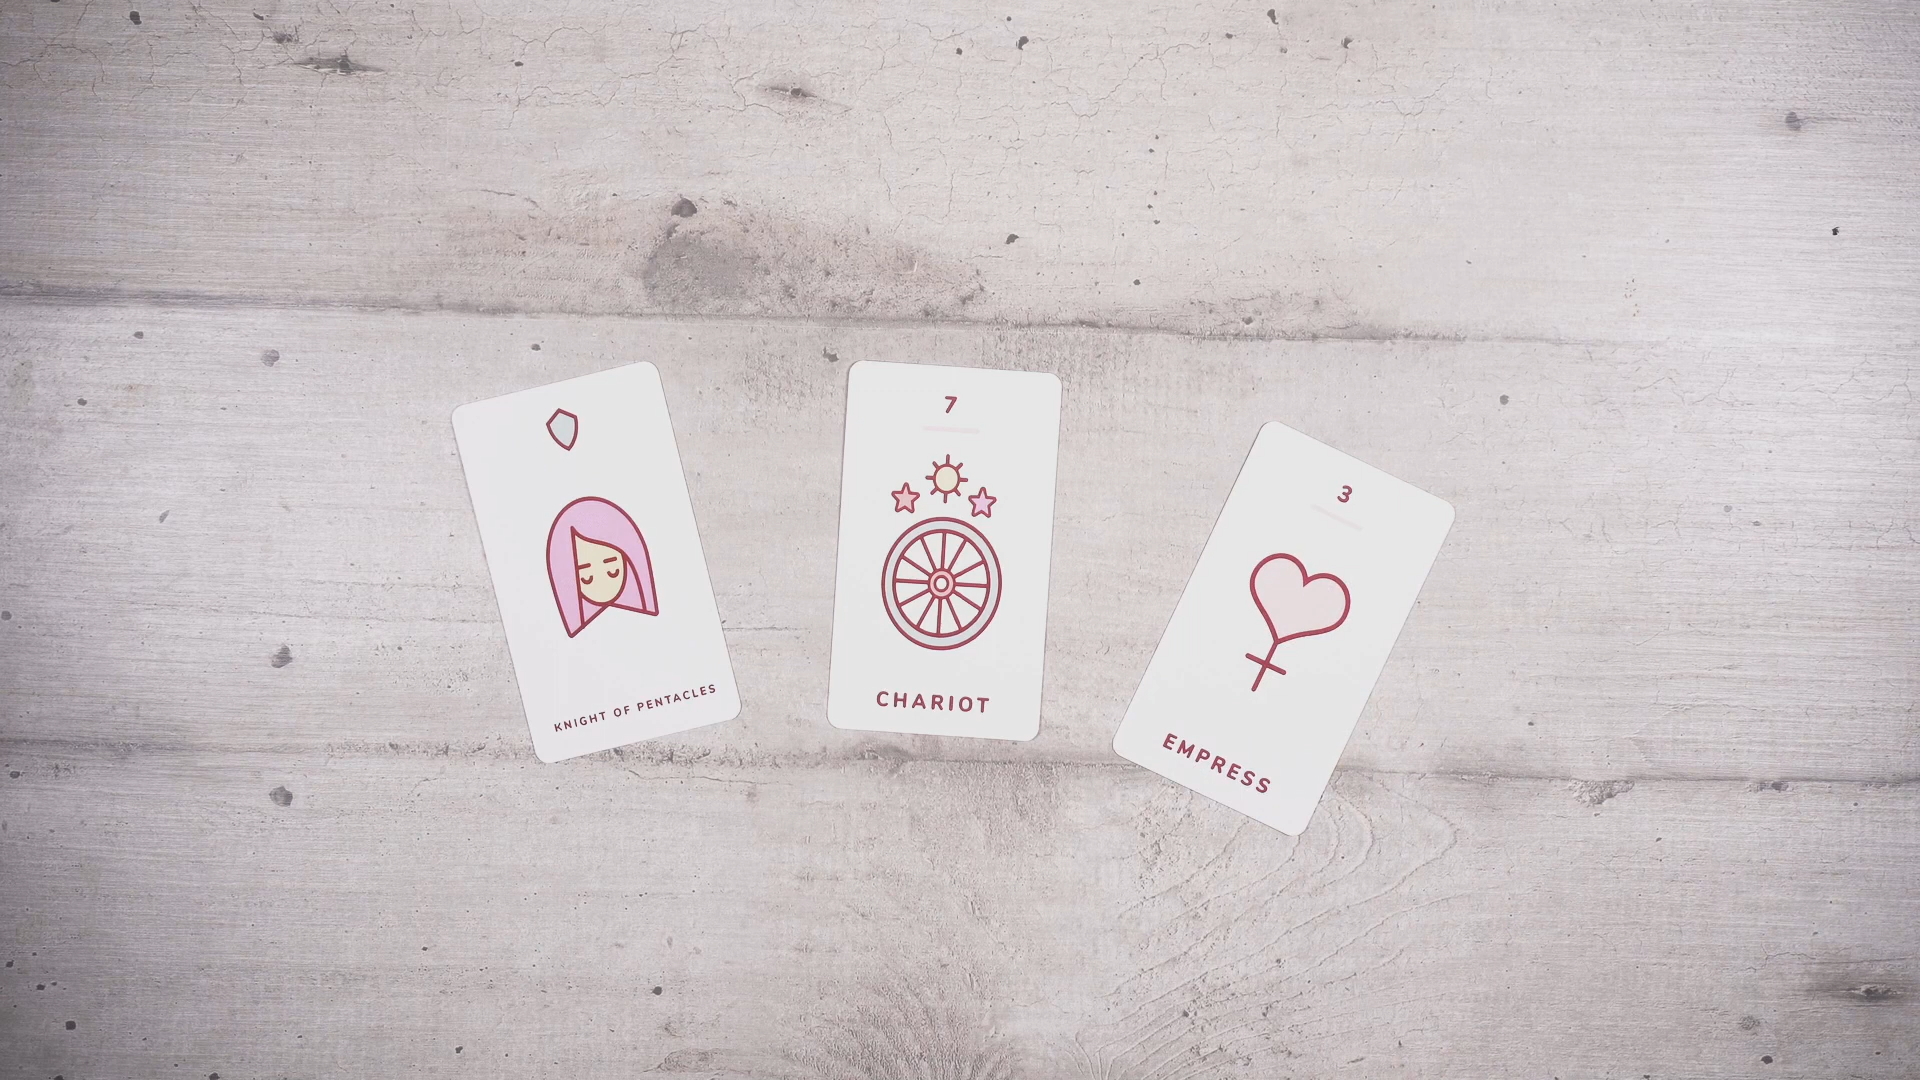 KNIGHT OF PENTACLES
7
CHARIOT
3
EMPRESS